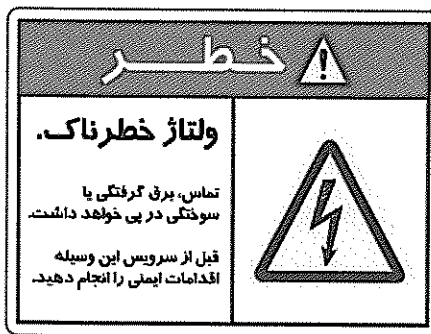 خطر
ولتاژ خطرناک.
تماس، برق گرفتگی یا
سوختگی در پی خواهد داشت.
قبل از سرویس این وسیله
اقدامات ایمنی را انجام دهید.